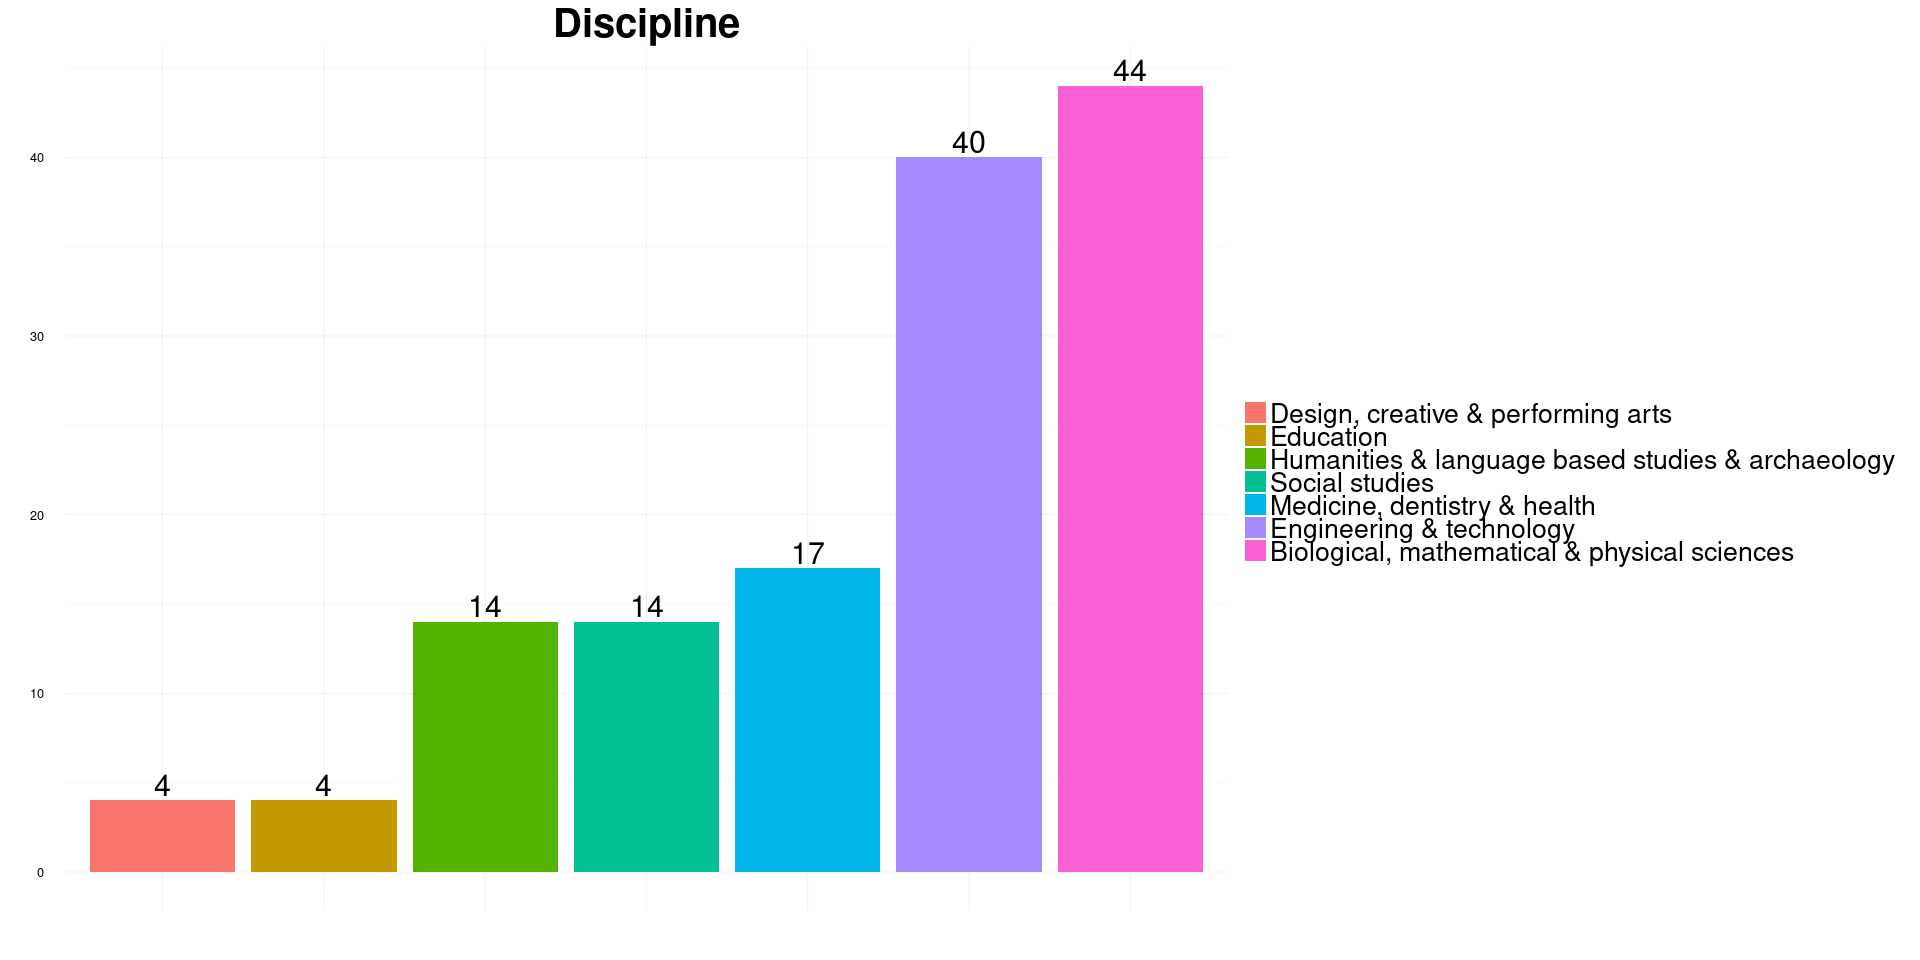 Discipline
44
40
40
30
20
17
14
14
10
4
4
0
Design, creative & performing arts
Education
Humanities & language based studies & archaeology
Social studies
Medicine, dentistry & health
Engineering & technology
Biological, mathematical & physical sciences